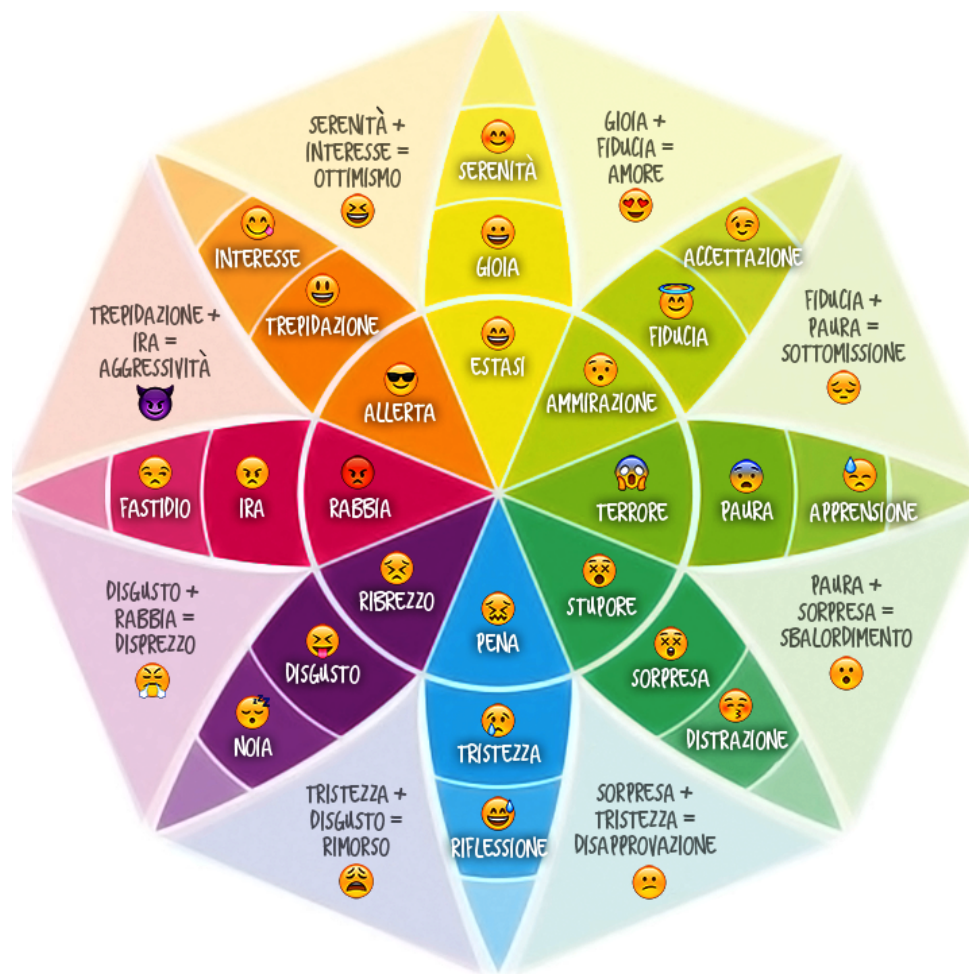 SERENITÀ +
INTERESSE =
OTTIMISMO
GIOIA +
FIDUCIA =
AMORE
SERENITÀ
GIOIA
ESTASI
INTERESSE
TREPIDAZIONE
ALLERTA
ACCETTAZIONE
FIDUCIA
AMMIRAZIONE
TREPIDAZIONE +
IRA =
AGGRESSIVITÀ
FIDUCIA +
PAURA =
SOTTOMISSIONE
FASTIDIO
IRA
RABBIA
TERRORE
PAURA
APPRENSIONE
DISGUSTO +
RABBIA =
DISPREZZO
RIBREZZO
DISGUSTO
NOIA
PENA
TRISTEZZA
RIFLESSIONE
STUPORE
SORPRESA
DISTRAZIONE
PAURA +
SORPRESA =
SBALORDIMENTO
TRISTEZZA +
DISGUSTO =
RIMORSO
SORPRESA +
TRISTEZZA =
DISAPPROVAZIONE